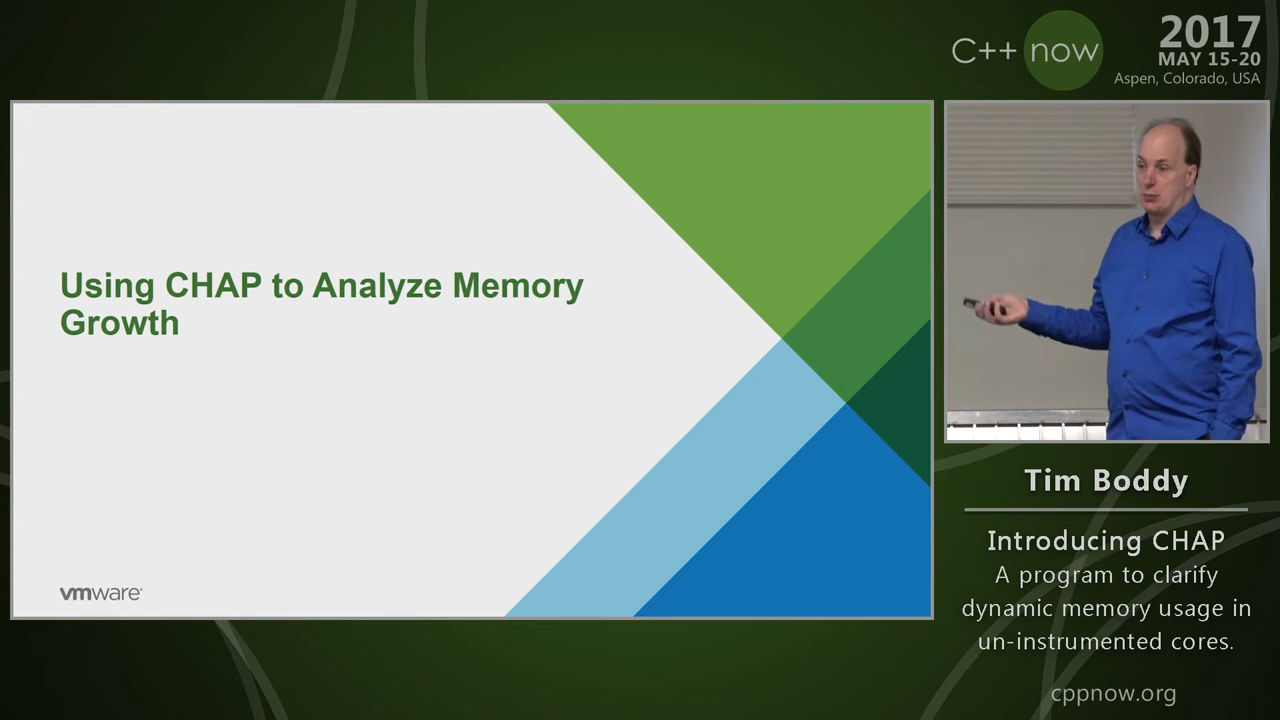 C++ now
2017
MAY 15-20
Aspen, Colorado, USA
Using CHAP to Analyze Memory
Growth
vmware®
Tim Boddy
Introducing CHAP
A program to clarify
dynamic memory usage in
un-instrumented cores.
cppnow.org